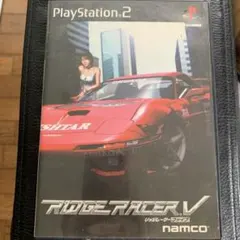 PlayStation 2
RIDGE RACER V
namco